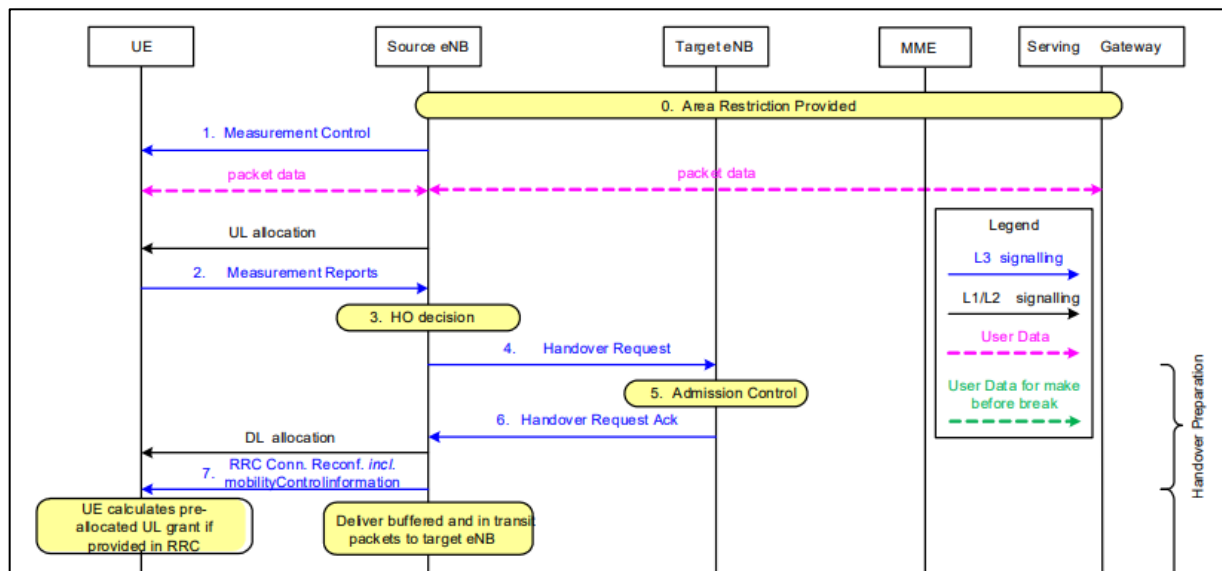 UE
Source eNB
Target eNB
MME
Serving Gateway
0. Area Restriction Provided
1. Measurement Control
packet data
packet data
Legend
UL allocation
L3 signalling
2. Measurement Reports
L1/L2 signalling
3. HO decision
User Data
4. Handover Request
User Data for make
before break
5. Admission Control
6. Handover Request Ack
DL allocation
7. RRC Conn. Reconf. incl.
mobilityControlinformation
Handover Preparation
UE calculates pre-
allocated UL grant if
provided in RRC
Deliver buffered and in transit
packets to target eNB